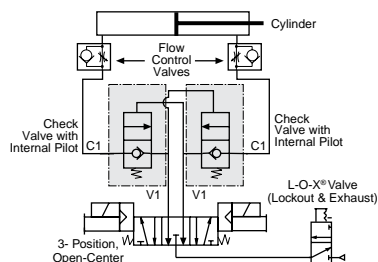 Cylinder
Flow
Control
Valves
Check
Valve with
Internal Pilot
C1
C1
Check
Valve with
Internal Pilot
V1
V1
L-O-X® Valve
(Lockout & Exhaust)
3- Position,
Open-Center